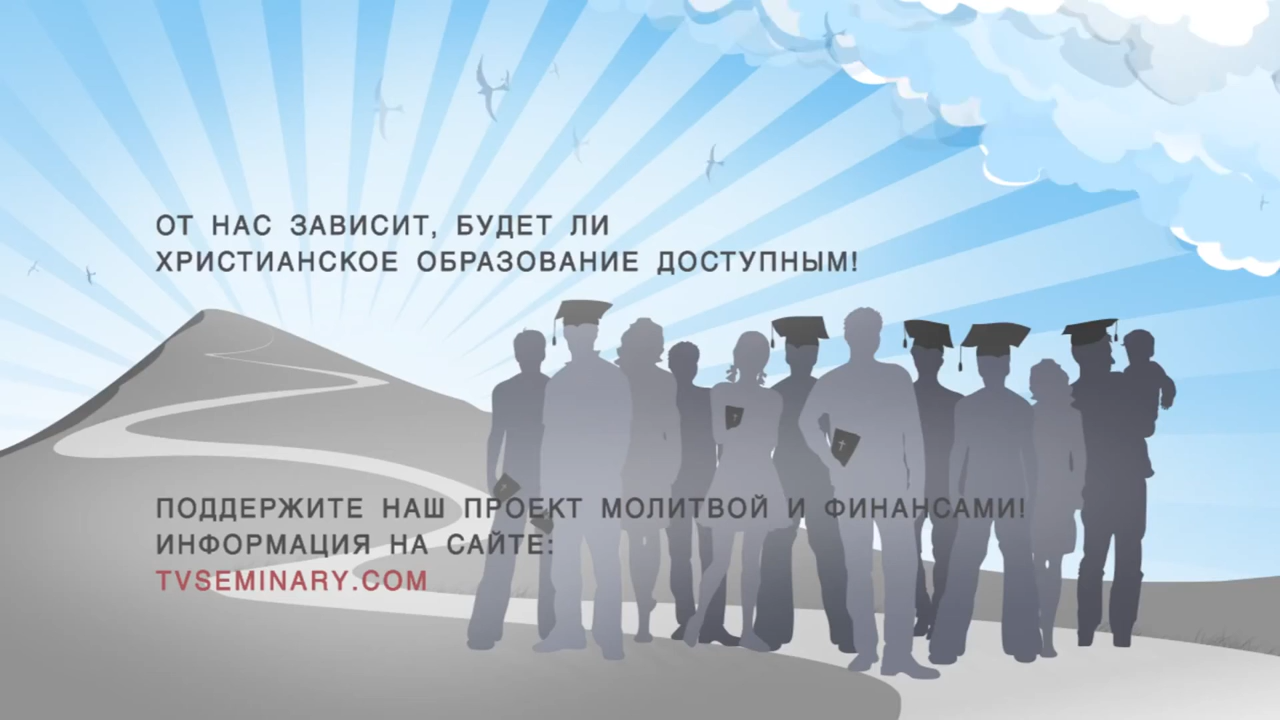 ОТ НАС ЗАВИСИТ, БУДЕТ ЛИ
ХРИСТИАНСКОЕ ОБРАЗОВАНИЕ ДОСТУПНЫМ!
ПОДДЕРЖИТЕ НАШ ПРОЕКТ МОЛИТВОЙ И ФИНАНСАМИ!
ИНФОРМАЦИЯ НА САЙТЕ:
TVSEMINARY.COM